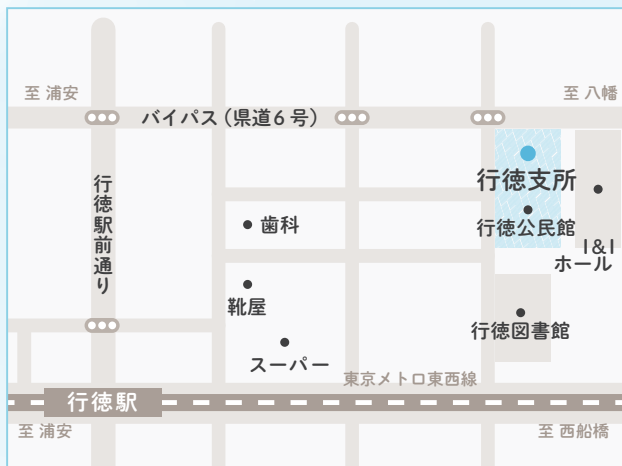 至 浦安
至 八幡
バイパス（県道6号）
行徳駅前通り
行徳支所
行徳公民館
I&I
ホール
歯科
靴屋
行徳図書館
スーパー
東京メトロ東西線
行徳駅
至 浦安
至 西船橋